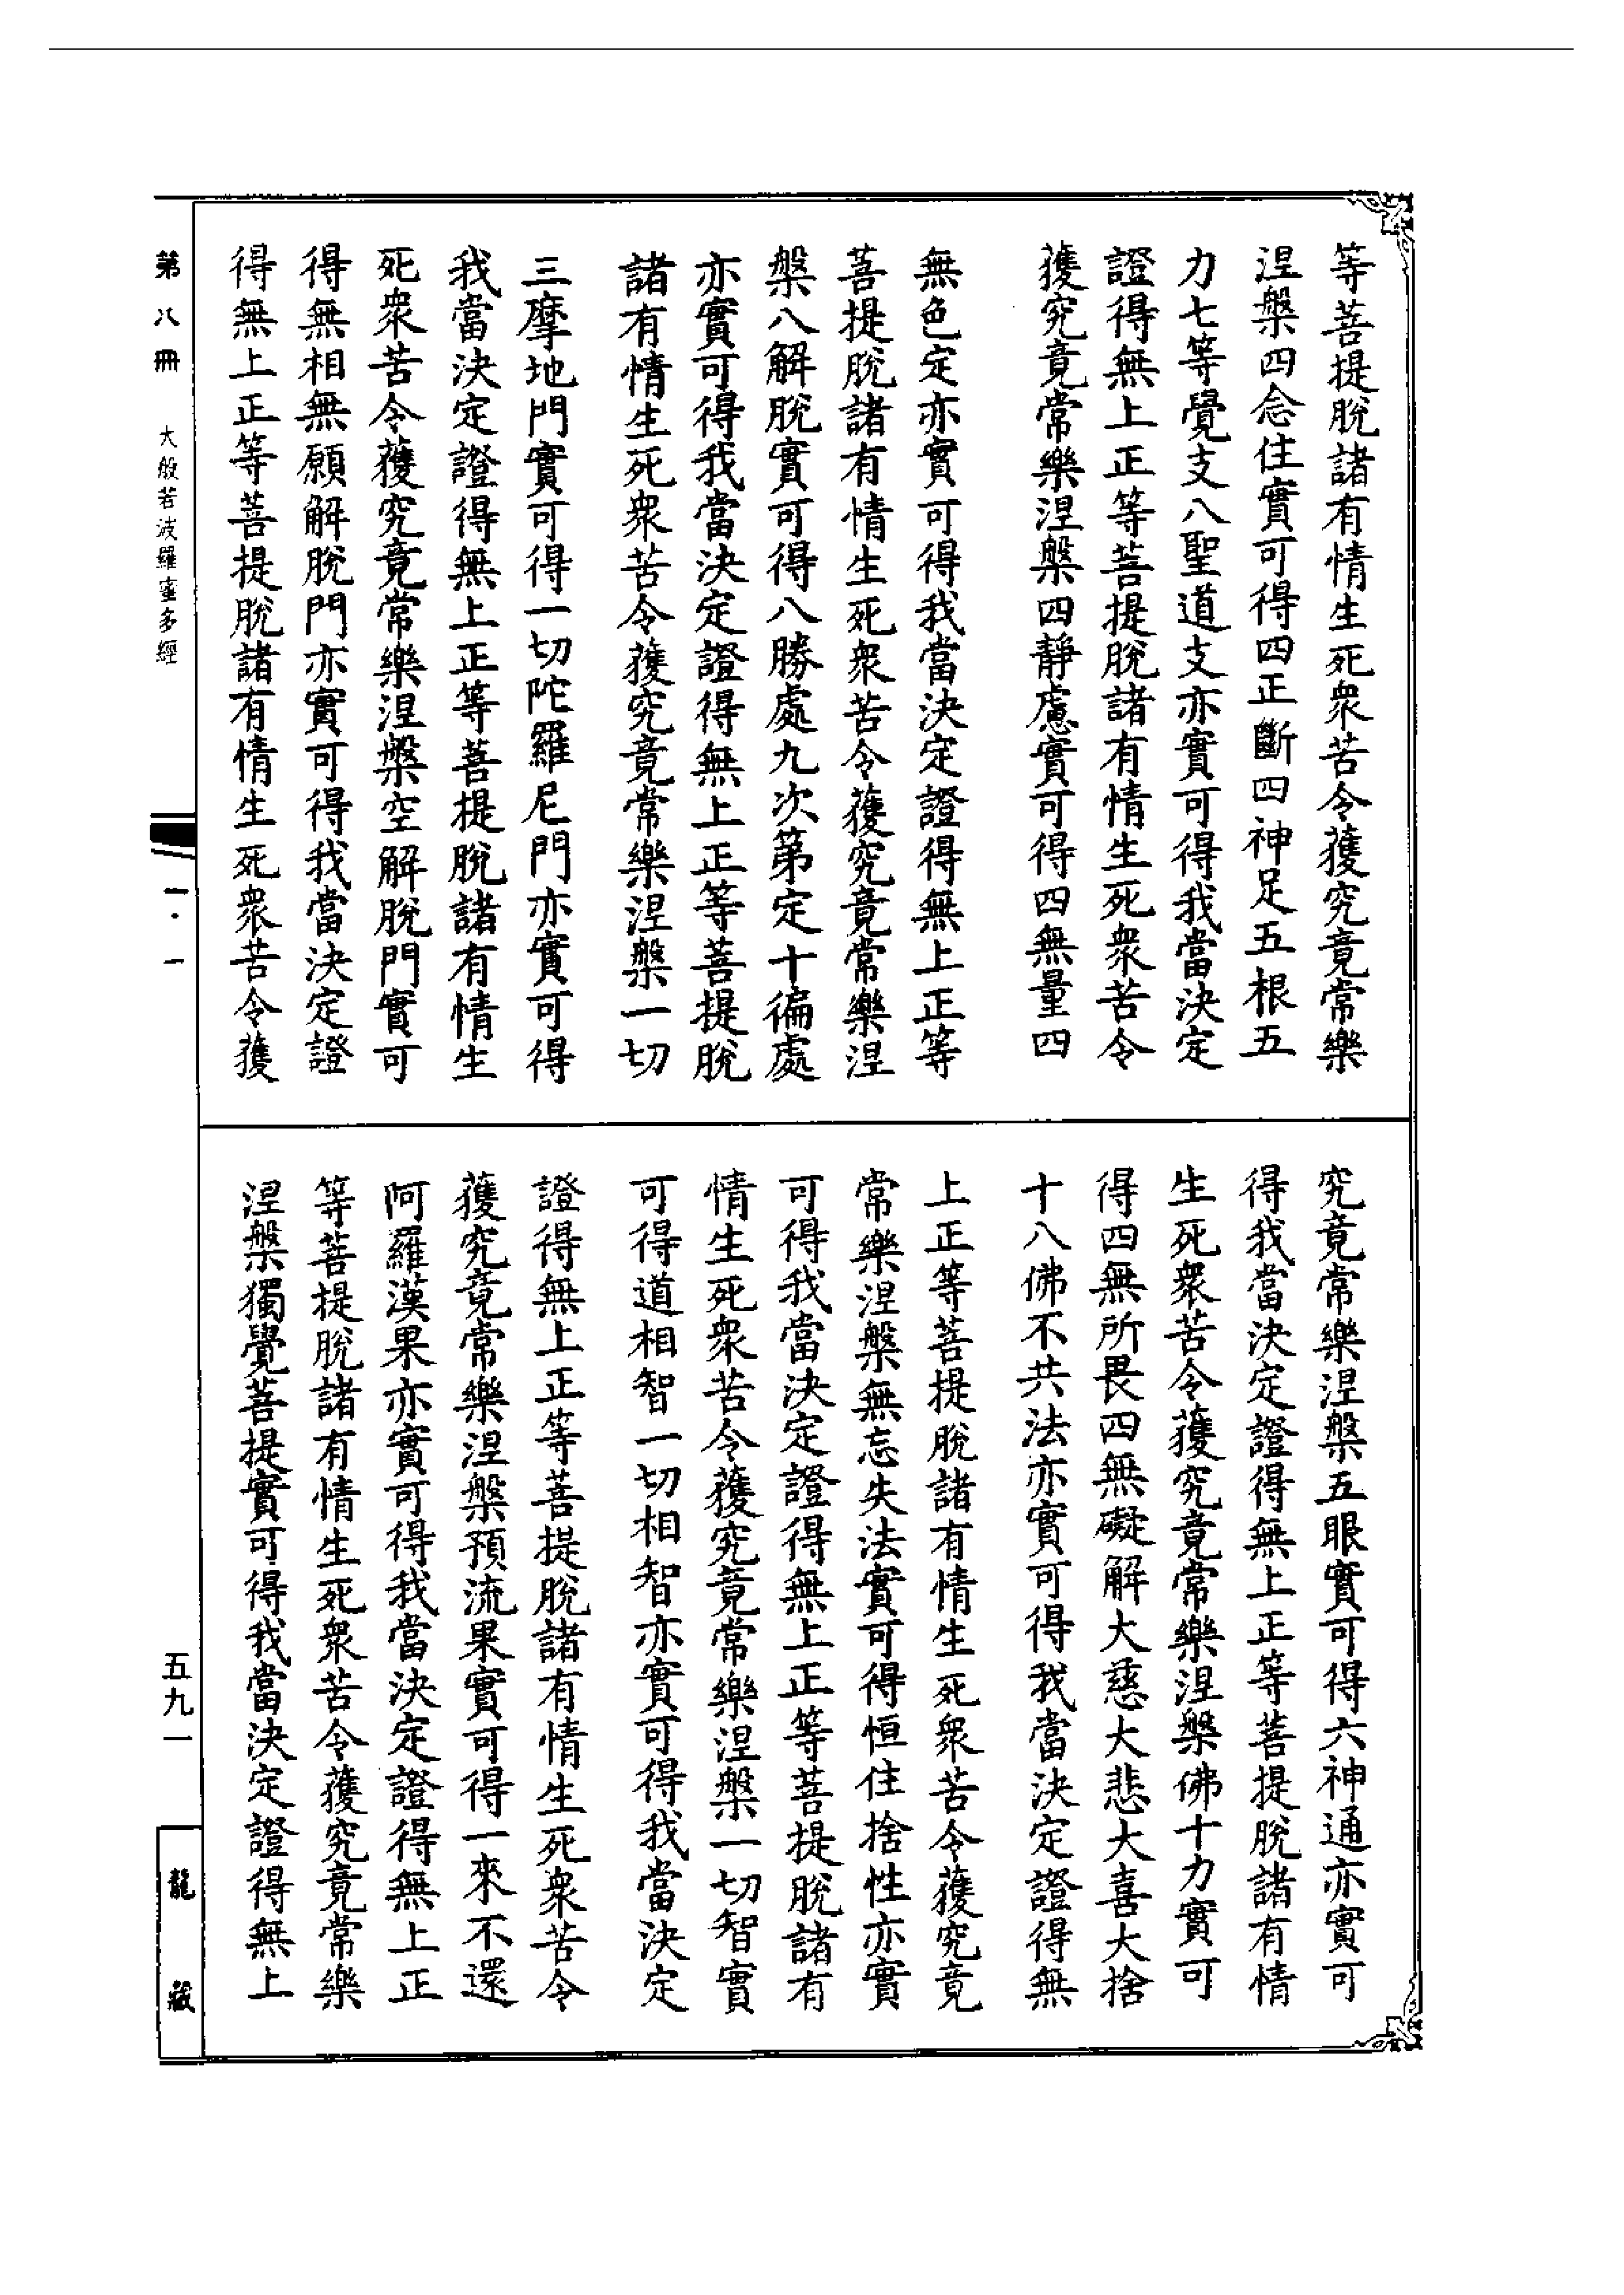 等菩提脫諸有情生死衆苦令獲究竟常樂
涅槃四念住實可得四正斷四神足五根五
力七等覺支八聖道支亦實可得我當決定
證得無上正等菩提脫諸有情生死衆苦令
獲究竟常樂涅槃四靜慮實可得四無量四
無色定亦實可得我當決定證得無上正等
菩提脫諸有情生死衆苦令獲究竟常樂涅
槃八解脫實可得八勝處九次第定十徧處
亦實可得我當決定證得無上正等菩提脫
諸有情生死衆苦令獲究竟常樂涅槃一切
三摩地門實可得一切陀羅尼門亦實可得
我當決定證得無上正等菩提脫諸有情生
死衆苦令獲究竟常樂涅槃空解脫門實可
得無相無願解脫門亦實可得我當決定證
得無上正等菩提脫諸有情生死衆苦令獲
究竟常樂涅槃五眼實可得六神通亦實可
得我當決定證得無上正等菩提脫諸有情
生死衆苦令獲究竟常樂涅槃佛十力實可
得四無所畏四無礙解大慈大悲大喜大捨
十八佛不共法亦實可得我當決定證得無
上正等菩提脫諸有情生死衆苦令獲究竟
常樂涅槃無忘失法實可得恒住捨性亦實
可得我當決定證得無上正等菩提脫諸有
情生死衆苦令獲究竟常樂涅槃一切智實
可得道相智一切相智亦實可得我當決定
證得無上正等菩提脫諸有情生死衆苦令
獲究竟常樂涅槃預流果實可得一來不還
阿羅漢果亦實可得我當決定證得無上正
等菩提脫諸有情生死衆苦令獲究竟常樂
涅槃獨覺菩提實可得我當決定證得無上
第八冊 大般若波羅蜜多經 一·一 五九一 龍藏